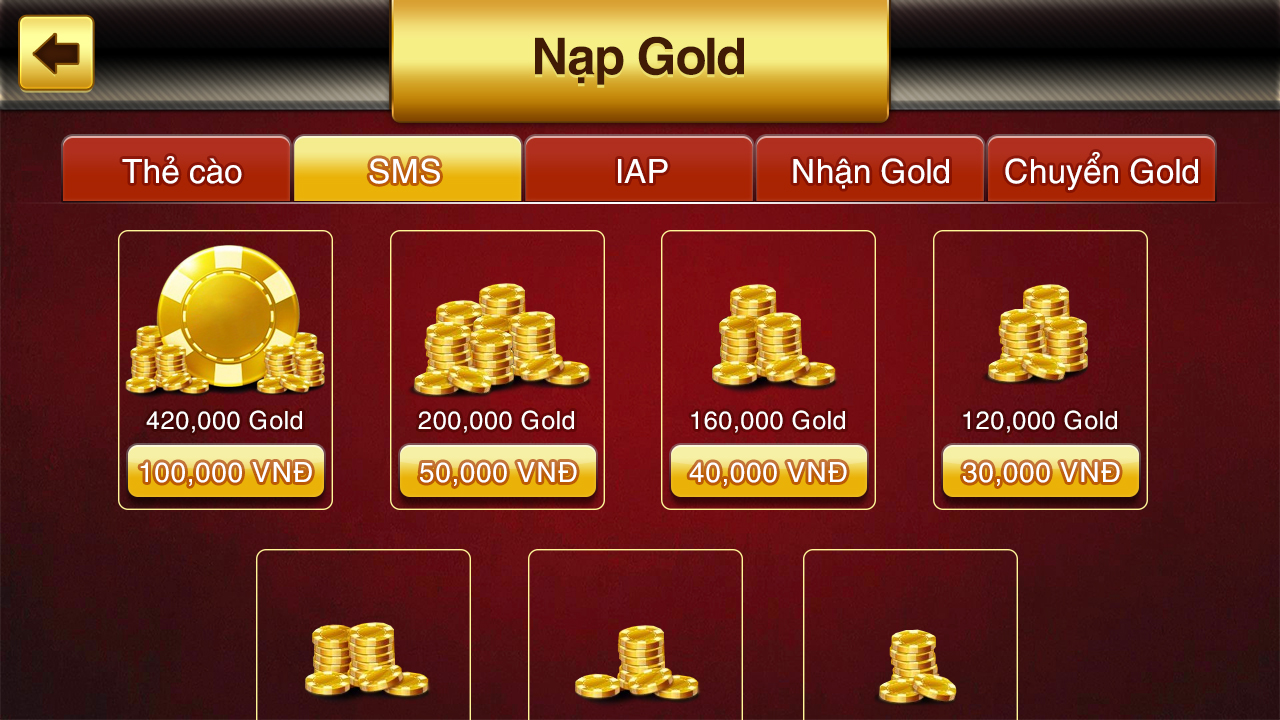 Nạp Gold
Thẻ cào
SMS
IAP
Nhận Gold
Chuyển Gold
420,000 Gold
200,000 Gold
160,000 Gold
120,000 Gold
100,000 VNĐ
50,000 VNĐ
40,000 VNĐ
30,000 VNĐ